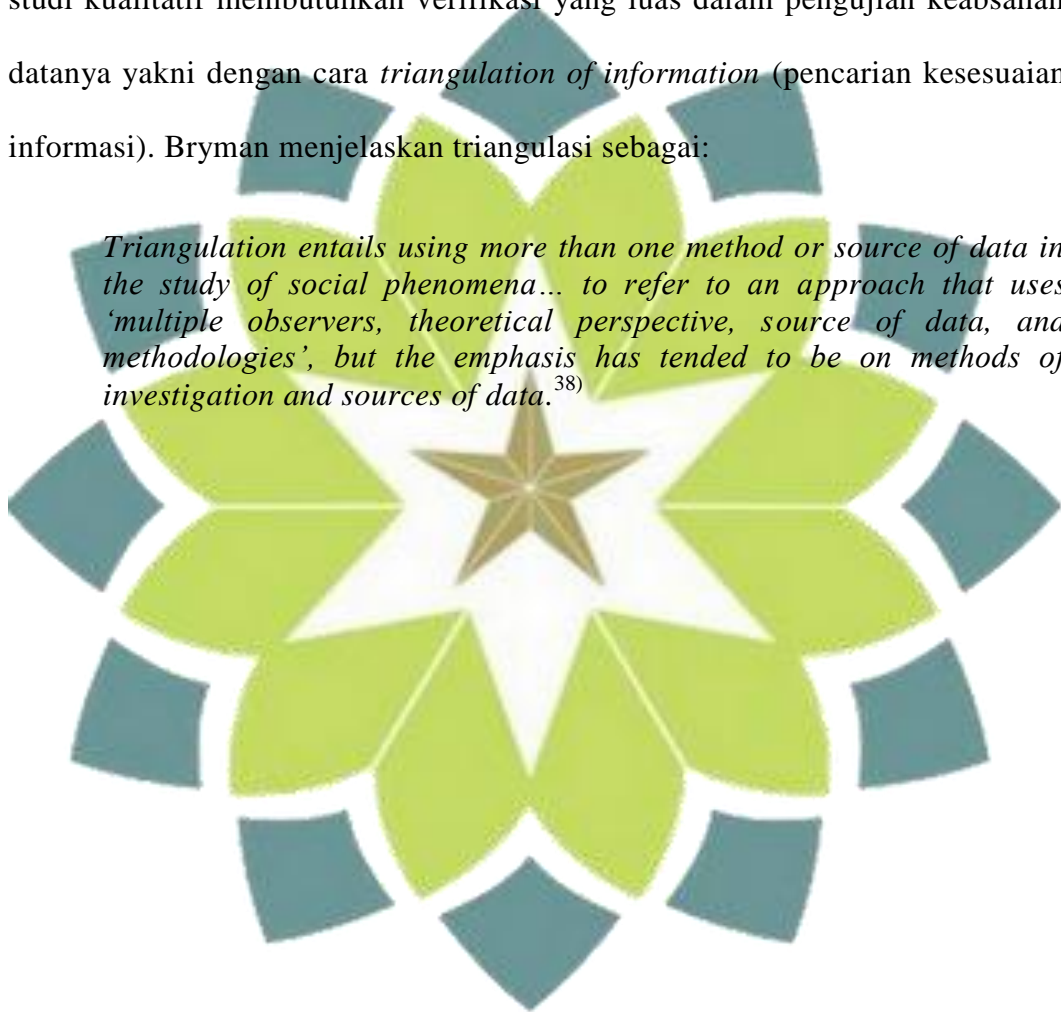 studi kualitatif membutuhkan verifikasi yang luas dalam pengujian keabsahan
datanya yakni dengan cara triangulation of information (pencarian kesesuaian
informasi). Bryman menjelaskan triangulasi sebagai:
Triangulation entails using more than one method or source of data in
the study of social phenomena… to refer to an approach that uses
‘multiple observers, theoretical perspective, source of data, and
methodologies’, but the emphasis has tended to be on methods of
investigation and sources of data.38)